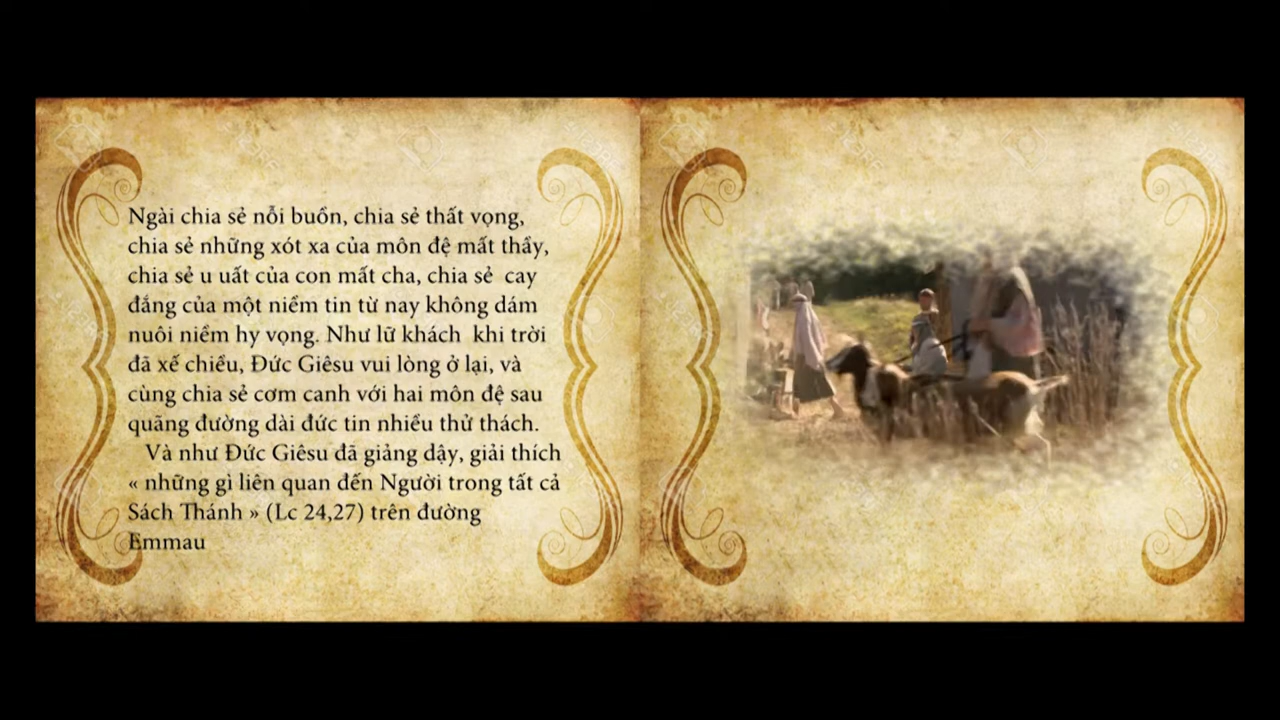 Ngài chia sẻ nỗi buồn, chia sẻ thất vọng,
chia sẻ những xót xa của môn đệ mất thầy,
chia sẻ u uất của con mất cha, chia sẻ  cay
đắng của một niềm tin từ nay không dám
nuôi niềm hy vọng. Như lữ khách  khi trời
đã xế chiều, Đức Giêsu vui lòng ở lại, và
cùng chia sẻ cơm canh với hai môn đệ sau
quãng đường dài đức tin nhiều thử thách.
Và như Đức Giêsu đã giảng dậy, giải thích
« những gì liên quan đến Người trong tất cả
Sách Thánh » (Lc 24,27) trên đường
Emmau